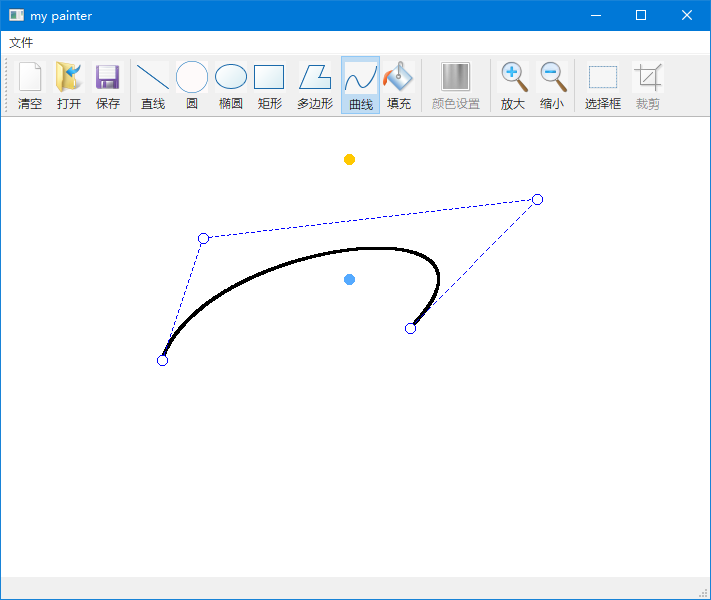 my painter
文件
清空 打开 保存 直线 圆 椭圆 矩形 多边形 曲线 填充 颜色设置 放大 缩小 选择框 裁剪